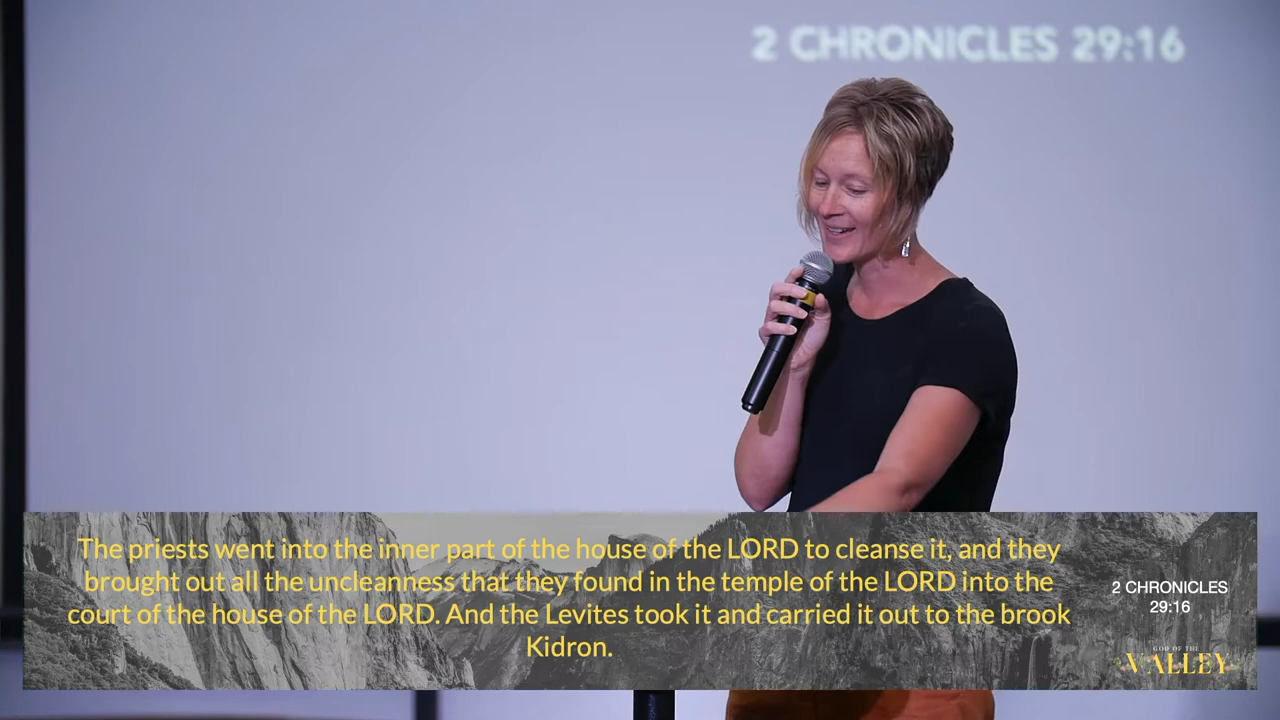 2 CHRONICLES 29:16
The priests went into the inner part of the house of the LORD to cleanse it, and they
brought out all the uncleanness that they found in the temple of the LORD into the
court of the house of the LORD. And the Levites took it and carried it out to the brook
Kidron.
2 CHRONICLES
29:16
GOD OF THE
VALLEY